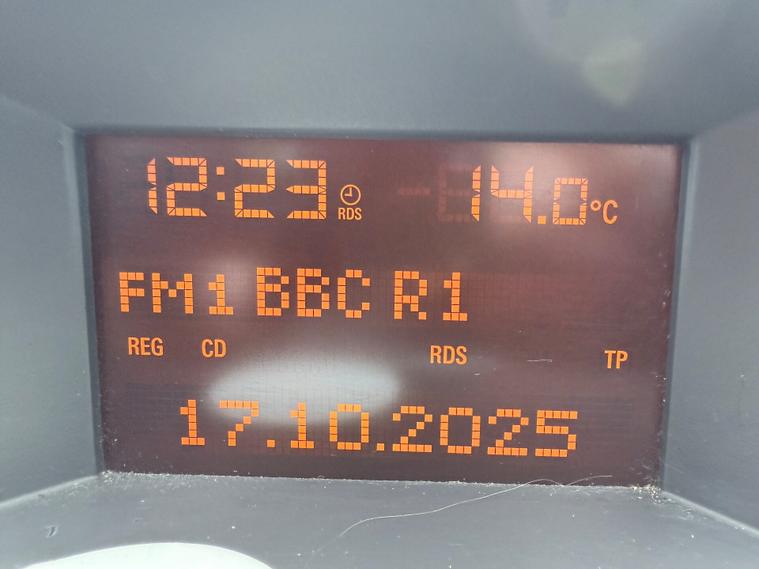 12:23 RDS 14.0°C
FM1 BBC R1
REG CD RDS TP
17.10.2025